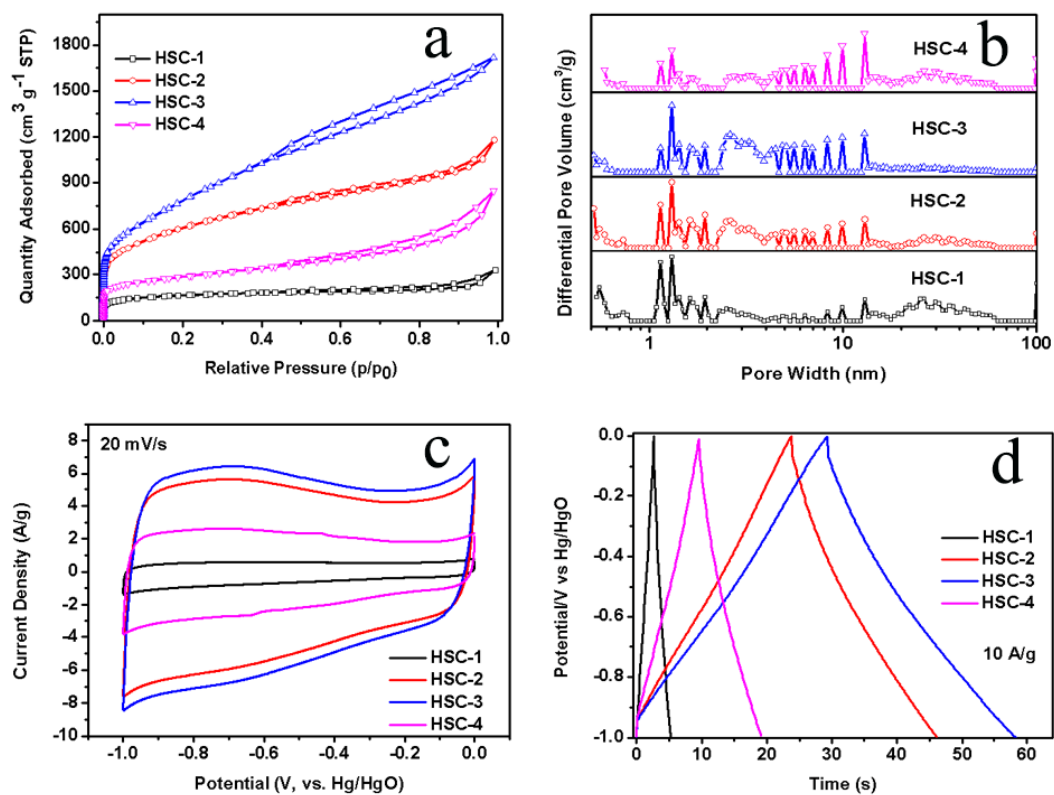 a
HSC-1
HSC-2
HSC-3
HSC-4
Quantity Adsorbed (cm³ g⁻¹ STP)
1800
1500
1200
900
600
300
0
0.0 0.2 0.4 0.6 0.8 1.0
Relative Pressure (p/p₀)
b
HSC-4
HSC-3
HSC-2
HSC-1
Differential Pore Volume (cm³/g)
1 10 100
Pore Width (nm)
c
20 mV/s
Current Density (A/g)
8
6
4
2
0
-2
-4
-6
-8
-10
HSC-1
HSC-2
HSC-3
HSC-4
-1.0 -0.8 -0.6 -0.4 -0.2 0.0
Potential (V, vs. Hg/HgO)
d
Potential/V vs Hg/HgO
0.0
-0.2
-0.4
-0.6
-0.8
-1.0
HSC-1
HSC-2
HSC-3
HSC-4
10 A/g
0 10 20 30 40 50 60
Time (s)